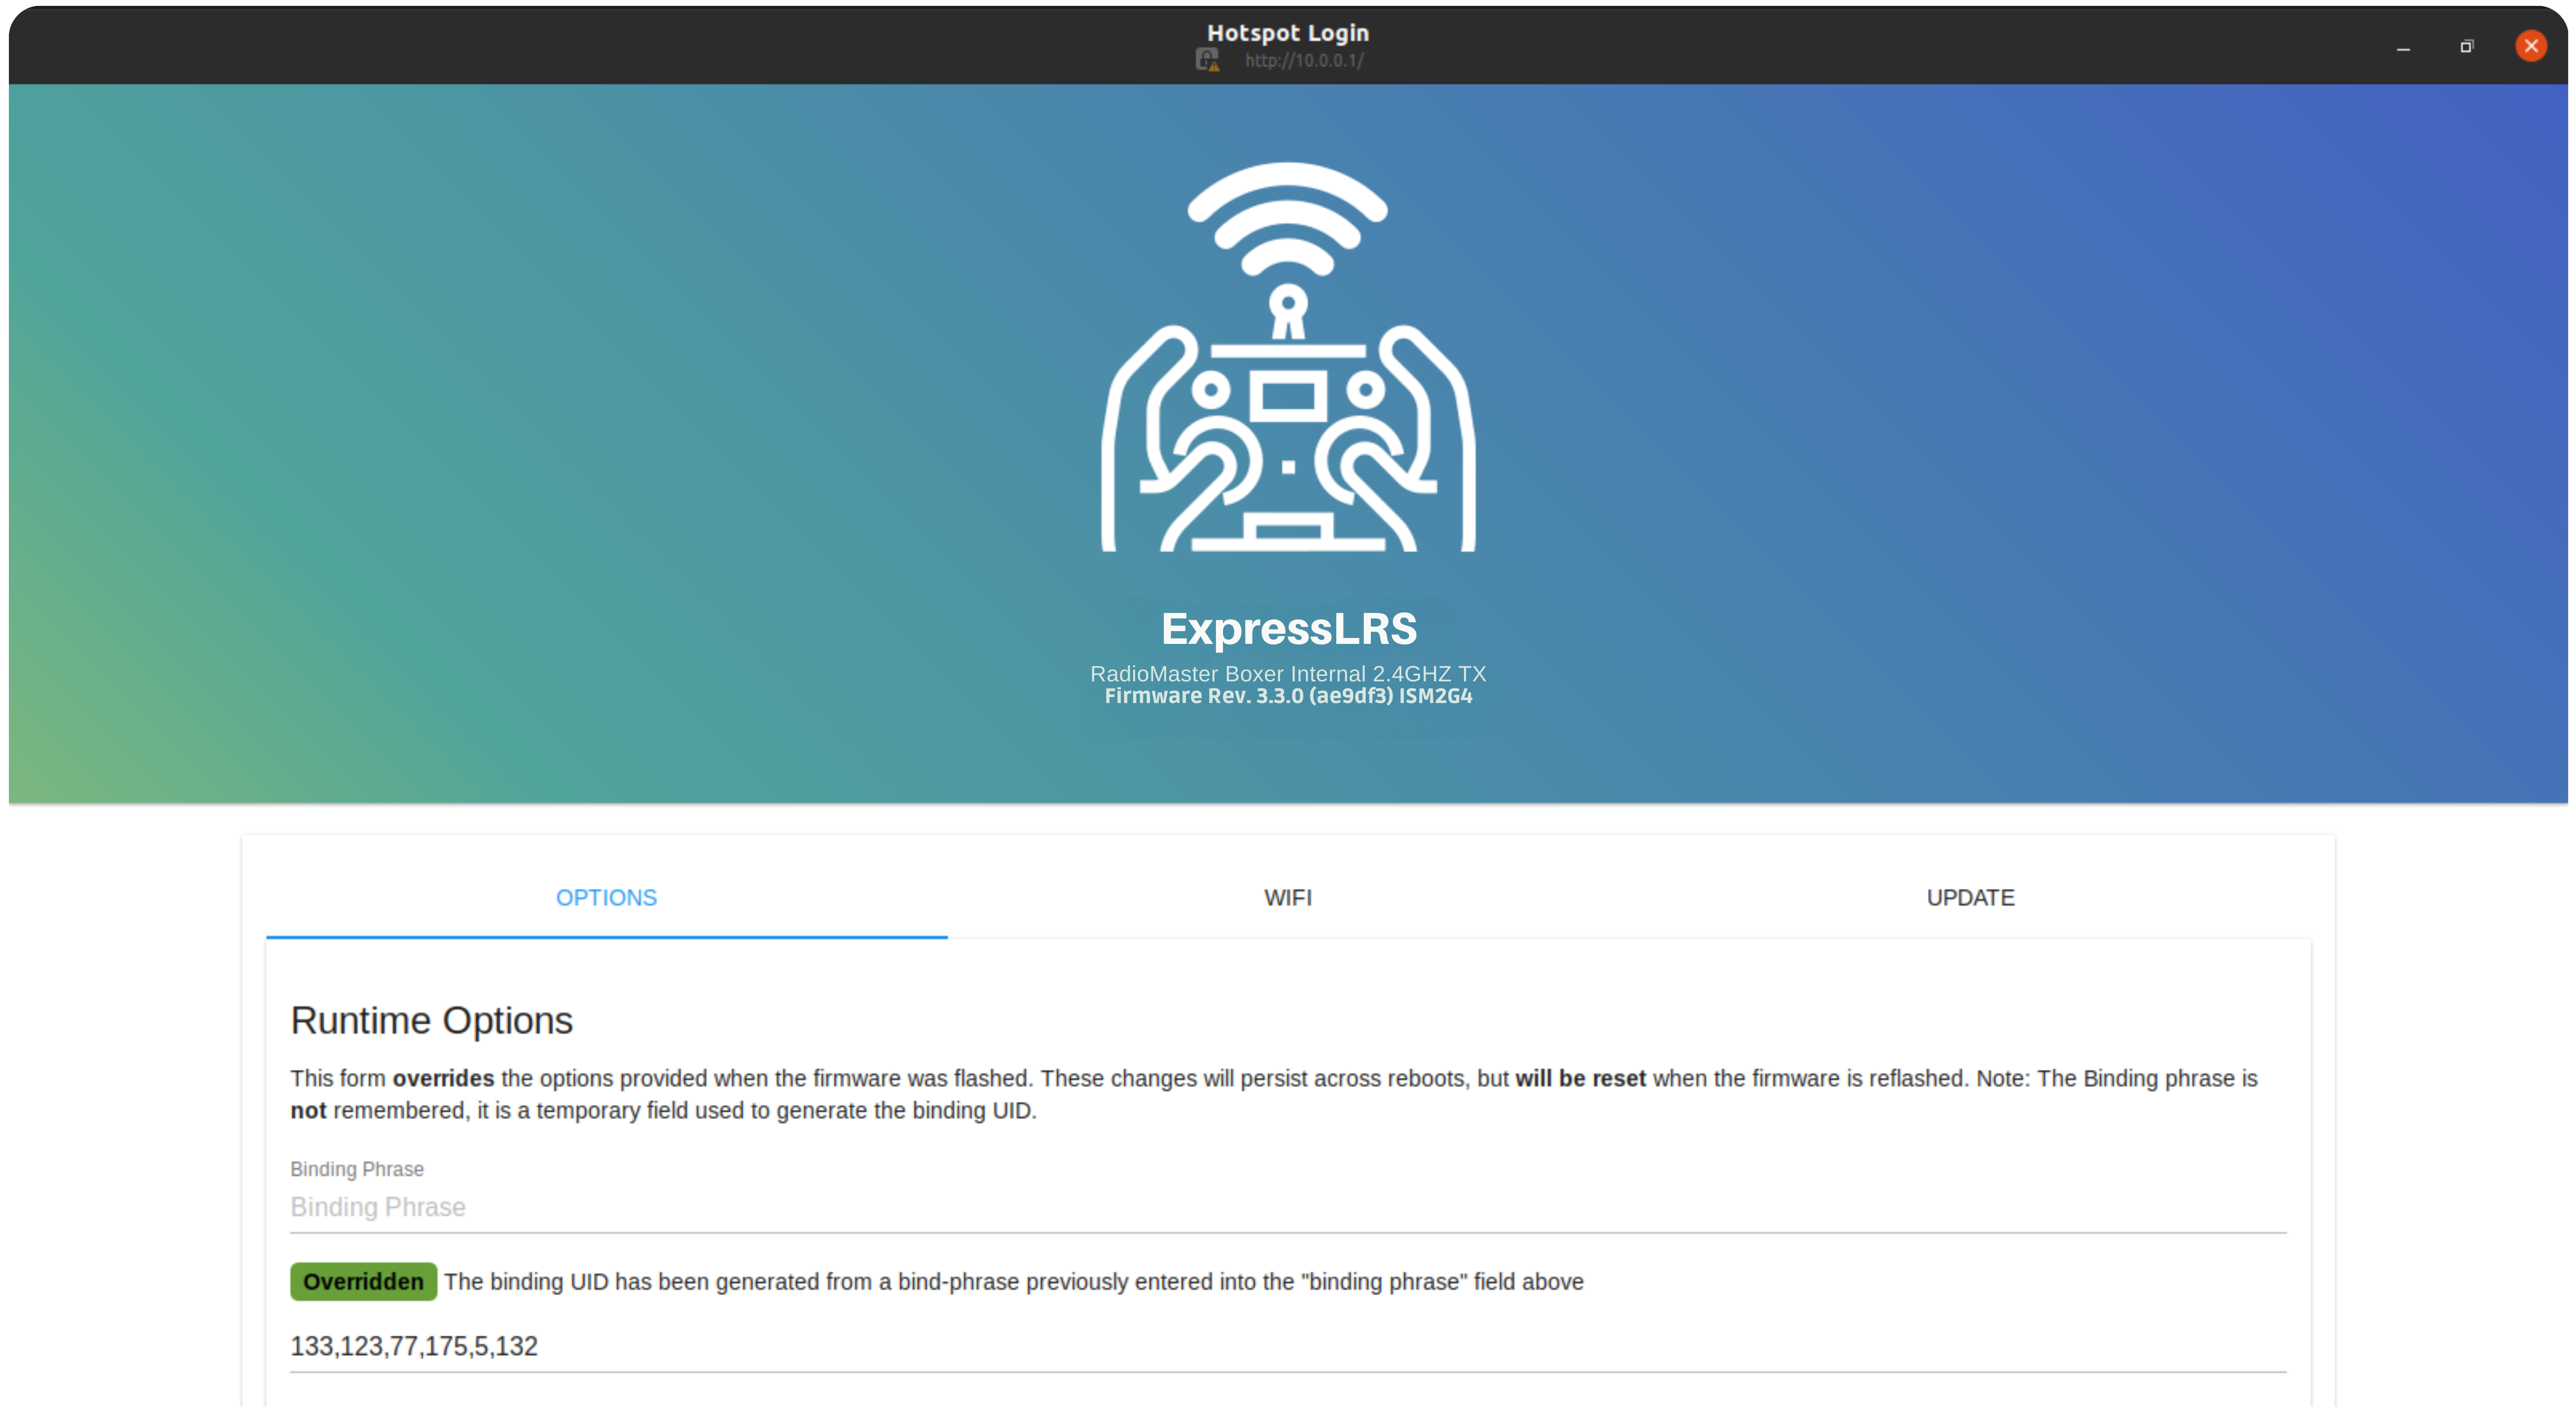 Hotspot Login
http://10.0.0.1/
ExpressLRS
RadioMaster Boxer Internal 2.4GHZ TX
Firmware Rev. 3.3.0 (ae9df3) ISM2G4
OPTIONS
WIFI
UPDATE
Runtime Options
This form overrides the options provided when the firmware was flashed. These changes will persist across reboots, but will be reset when the firmware is reflashed. Note: The Binding phrase is
not remembered, it is a temporary field used to generate the binding UID.
Binding Phrase
Binding Phrase
Overridden The binding UID has been generated from a bind-phrase previously entered into the "binding phrase" field above
133,123,77,175,5,132